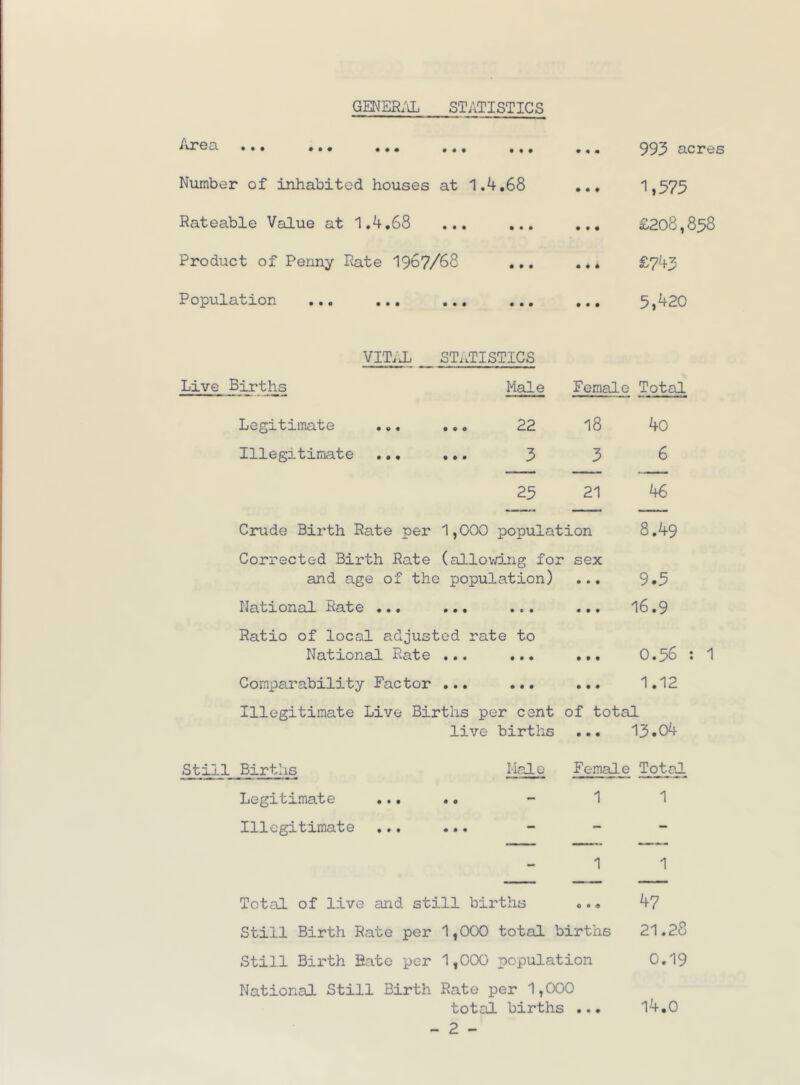 GENERAL STATISTICS
Area ... ... ... ... ... ... 993 acres
Number of inhabited houses at 1.4.68 ... 1,575
Rateable Value at 1.4.68 ... ... ... £208,858
Product of Penny Rate 1967/68 ... ... £743
Population ... ... ... ... ... 5,420
VITAL STATISTICS
Live Births Male Female Total
Legitimate ... ... 22 18 40
Illegitimate ... ... 3 3 6
25 21 46
Crude Birth Rate per 1,000 population 8.49
Corrected Birth Rate (allowing for sex
and age of the population) ... 9.5
National Rate ... ... ... ... 16.9
Ratio of local adjusted rate to
National Rate ... ... ... 0.56 : 1
Comparability Factor ... ... ... 1.12
Illegitimate Live Births per cent of total
live births ... 13.04
Still Births Male Female Total
Legitimate ... .. - 1 1
Illegitimate ... ... - - -
- 1 1
Total of live and still births ... 47
Still Birth Rate per 1,000 total births 21.28
Still Birth Rate per 1,000 population 0.19
National Still Birth Rate per 1,000
total births ... 14.0
- 2 -